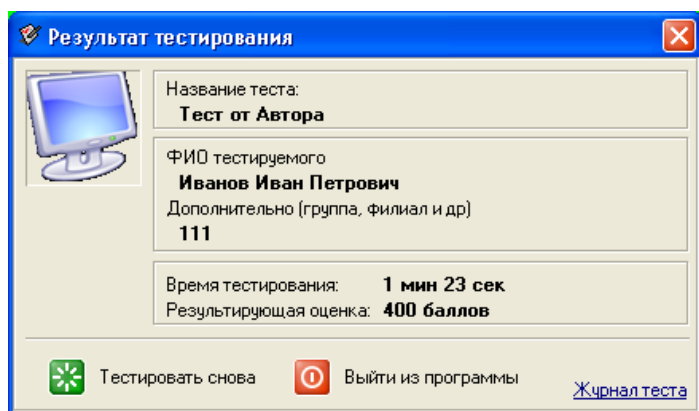 Результат тестирования
Название теста:
Тест от Автора
ФИО тестируемого
Иванов Иван Петрович
Дополнительно (группа, филиал и др)
111
Время тестирования: 1 мин 23 сек
Результирующая оценка: 400 баллов
Тестировать снова Выйти из программы
Журнал теста